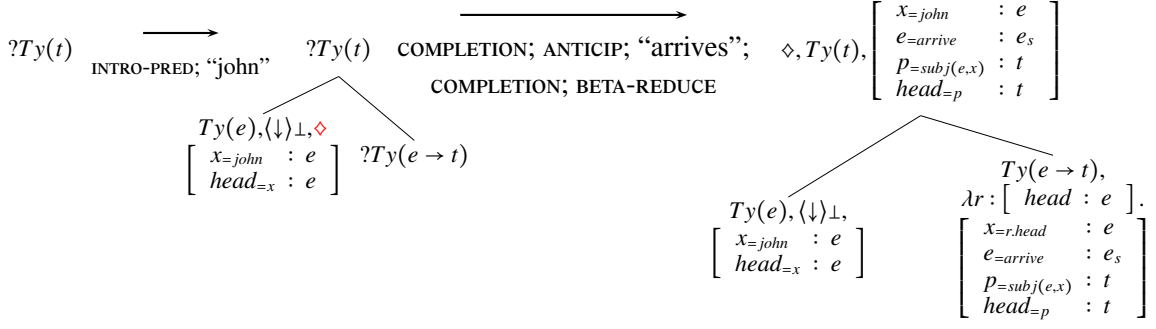 ?Ty(t)
INTRO-PRED; “john”
?Ty(t)
Ty(e),⟨↓⟩⊥,◇
[ x=john : e
head=x : e ]
?Ty(e → t)
COMPLETION; ANTICIP; “arrives”;
COMPLETION; BETA-REDUCE
◇, Ty(t), [ x=john : e
e=arrive : es
p=subj(e,x) : t
head=p : t ]
Ty(e),⟨↓⟩⊥,
[ x=john : e
head=x : e ]
Ty(e → t),
λr : [ head : e ] .
[ x=r.head : e
e=arrive : es
p=subj(e,x) : t
head=p : t ]